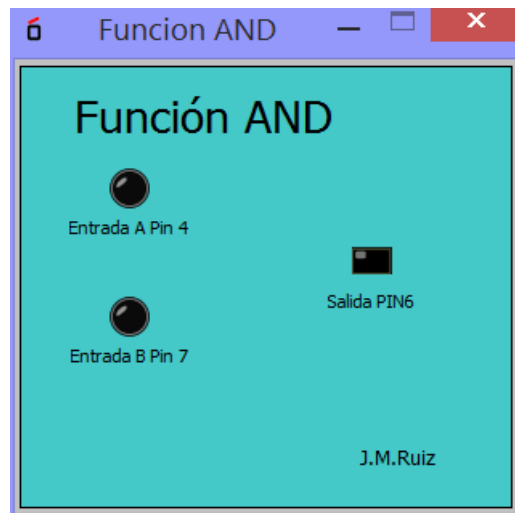 Funcion AND
Función AND
Entrada A Pin 4
Salida PIN6
Entrada B Pin 7
J.M.Ruiz